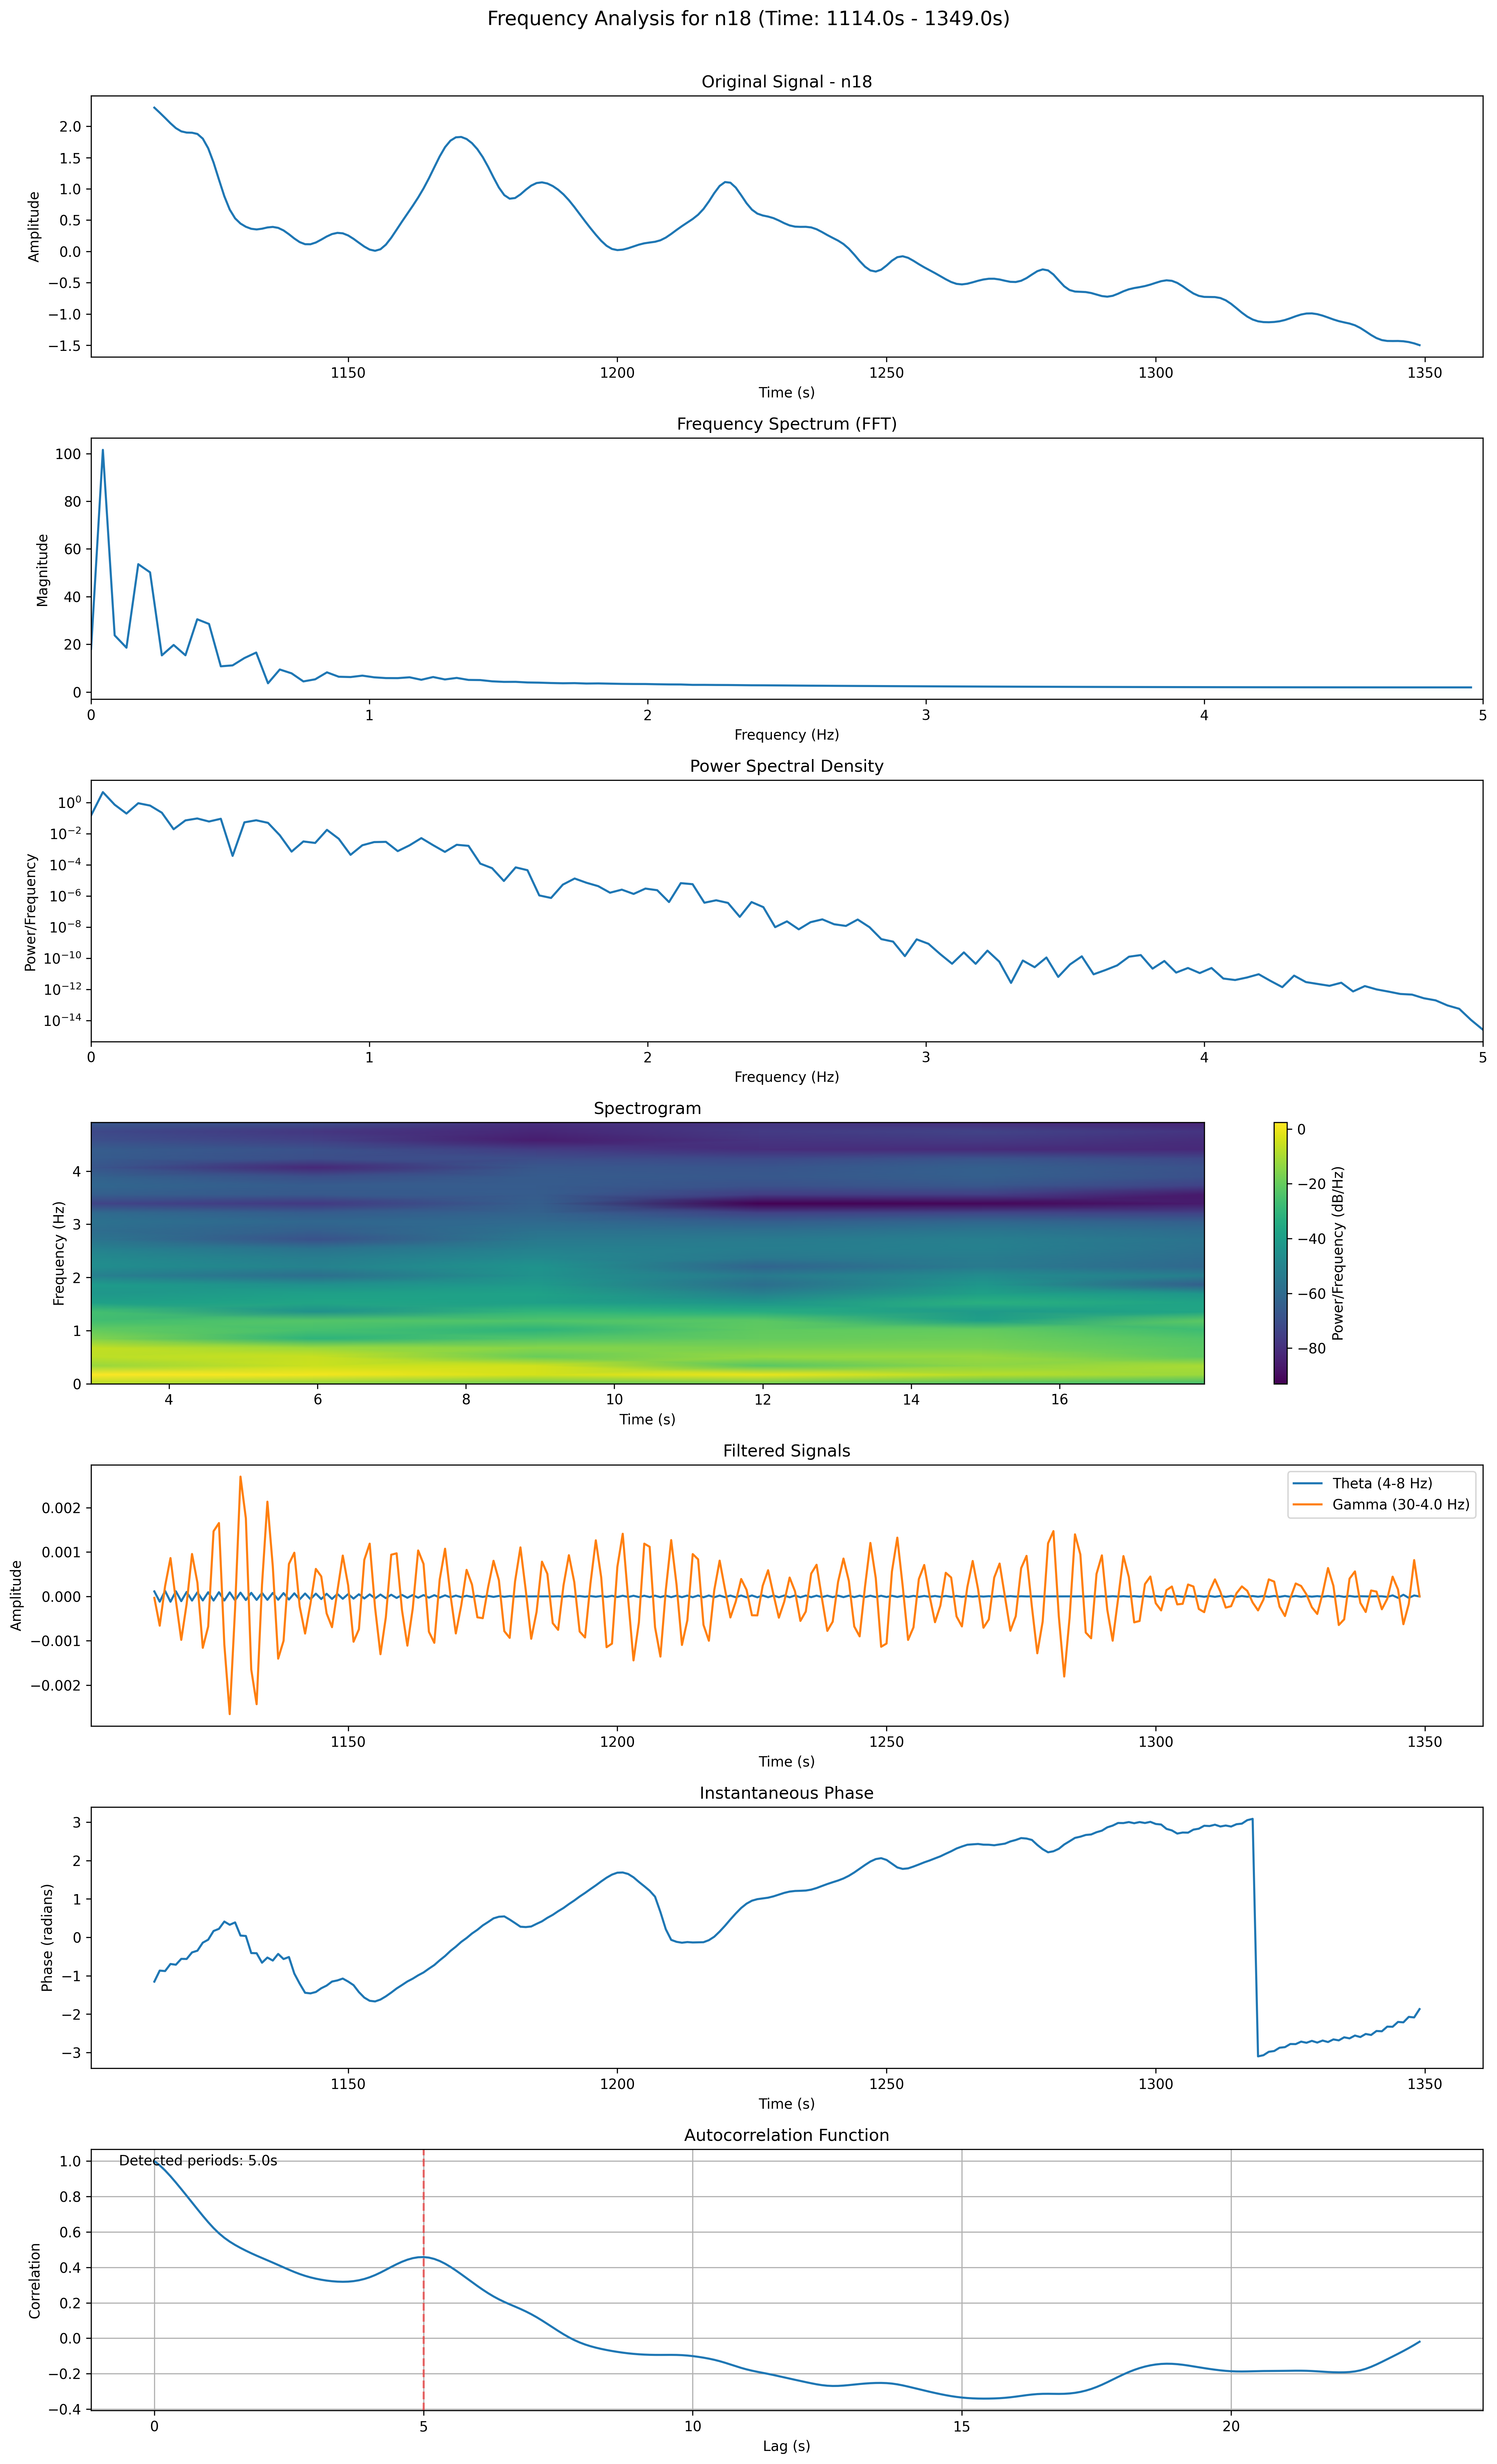 Frequency Analysis for n18 (Time: 1114.0s - 1349.0s)
Original Signal - n18
Amplitude
2.0
1.5
1.0
0.5
0.0
−0.5
−1.0
−1.5
1150 1200 1250 1300 1350
Time (s)
Frequency Spectrum (FFT)
Magnitude
100
80
60
40
20
0
0 1 2 3 4 5
Frequency (Hz)
Power Spectral Density
Power/Frequency
10⁰
10⁻²
10⁻⁴
10⁻⁶
10⁻⁸
10⁻¹⁰
10⁻¹²
10⁻¹⁴
0 1 2 3 4 5
Frequency (Hz)
Spectrogram
Frequency (Hz)
4
3
2
1
0
4 6 8 10 12 14 16
Time (s)
0
−20
−40
−60
−80
Power/Frequency (dB/Hz)
Filtered Signals
Theta (4-8 Hz)
Gamma (30-4.0 Hz)
Amplitude
0.002
0.001
0.000
−0.001
−0.002
1150 1200 1250 1300 1350
Time (s)
Instantaneous Phase
Phase (radians)
3
2
1
0
−1
−2
−3
1150 1200 1250 1300 1350
Time (s)
Autocorrelation Function
Detected periods: 5.0s
Correlation
1.0
0.8
0.6
0.4
0.2
0.0
−0.2
−0.4
0 5 10 15 20
Lag (s)